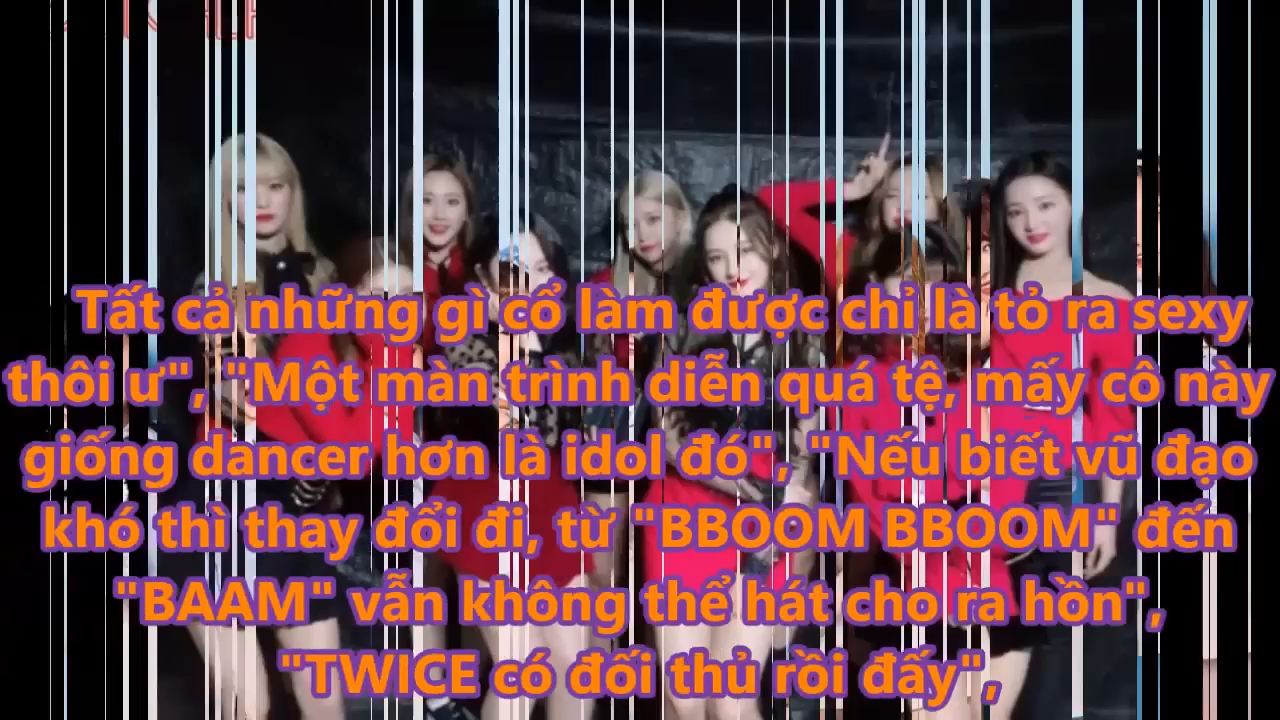 Tất cả những gì cổ làm được chỉ là tỏ ra sexy
thôi ư", "Một màn trình diễn quá tệ, mấy cô này
giống dancer hơn là idol đó", "Nếu biết vũ đạo
khó thì thay đổi đi, từ "BBOOM BBOOM" đến
"BAAM" vẫn không thể hát cho ra hồn",
"TWICE có đối thủ rồi đấy",